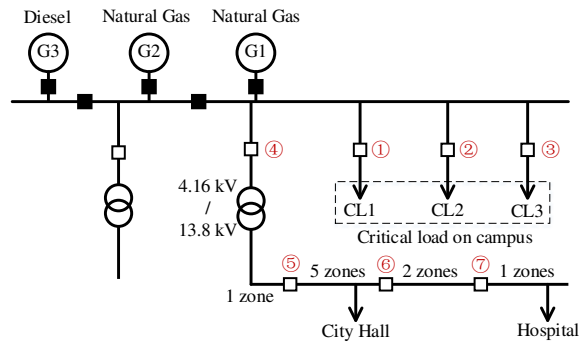 Diesel
Natural Gas
Natural Gas
G3
G2
G1
④
①
②
③
4.16 kV
/
13.8 kV
CL1
CL2
CL3
Critical load on campus
⑤
5 zones
⑥
2 zones
⑦
1 zones
1 zone
City Hall
Hospital